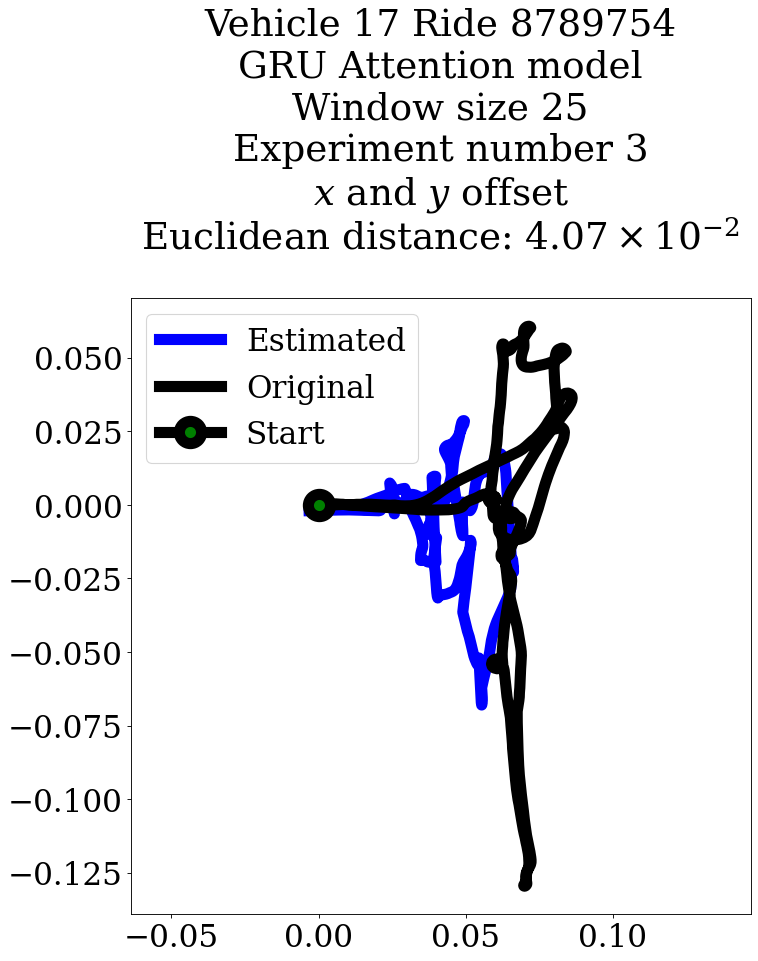 Vehicle 17 Ride 8789754
GRU Attention model
Window size 25
Experiment number 3
x and y offset
Euclidean distance: 4.07 × 10⁻²
Estimated
Original
Start
0.050
0.025
0.000
−0.025
−0.050
−0.075
−0.100
−0.125
−0.05 0.00 0.05 0.10